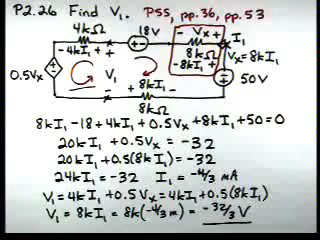 P2.26 Find V₁. PSS, pp.36, pp.53
4kΩ 18V - Vx + I₁
-4kI₁+ - + 8kΩ Vx=8kI₁
-8kI₁+
0.5Vx V₁ + 50V
+ 8kI₁ -
8kΩ
8kI₁-18+4kI₁+0.5Vx+8kI₁+50=0
20kI₁ +0.5Vx = -32
20kI₁+0.5(8kI₁)=-32
24kI₁=-32 I₁=-4/3 mA
V₁=4kI₁+0.5Vx=4kI₁+0.5(8kI₁)
V₁=8kI₁=8k(-4/3m)=-32/3 V